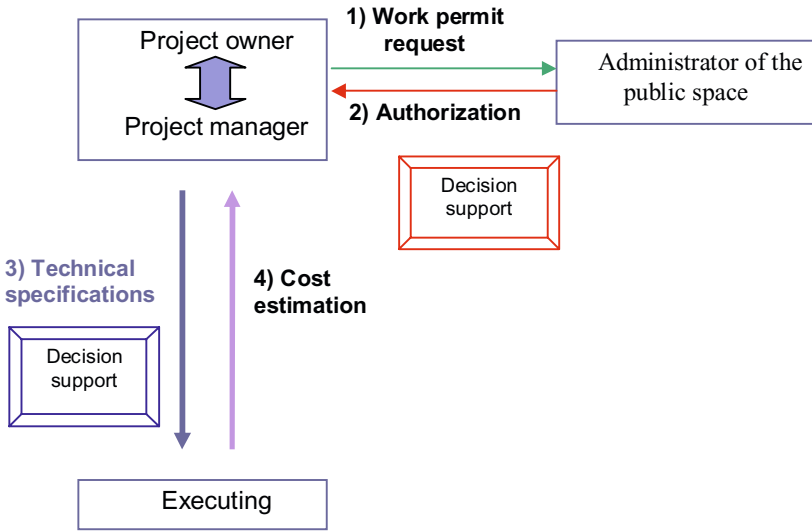 1) Work permit
request
Project owner
Project manager
Administrator of the
public space
2) Authorization
Decision
support
3) Technical
specifications
4) Cost
estimation
Decision
support
Executing